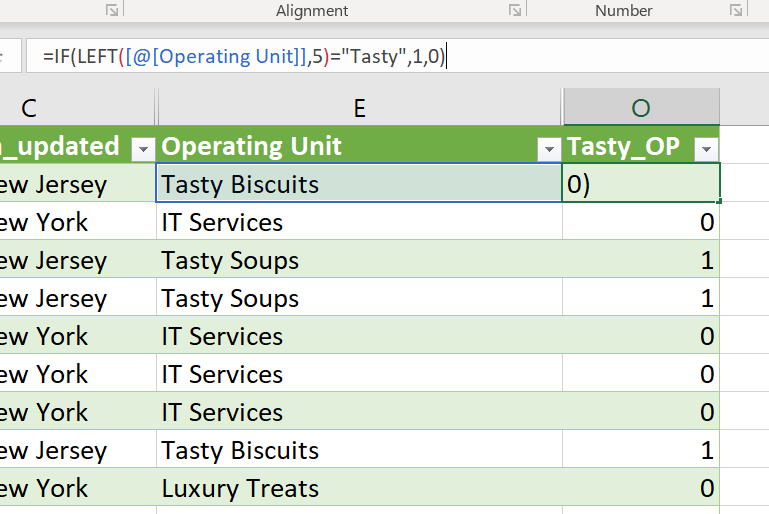 Alignment Number
=IF(LEFT([@[Operating Unit]],5)="Tasty",1,0)
C E O
_updated Operating Unit Tasty_OP
ew Jersey Tasty Biscuits 0)
ew York IT Services 0
ew Jersey Tasty Soups 1
ew Jersey Tasty Soups 1
ew York IT Services 0
ew York IT Services 0
ew York IT Services 0
ew Jersey Tasty Biscuits 1
ew York Luxury Treats 0